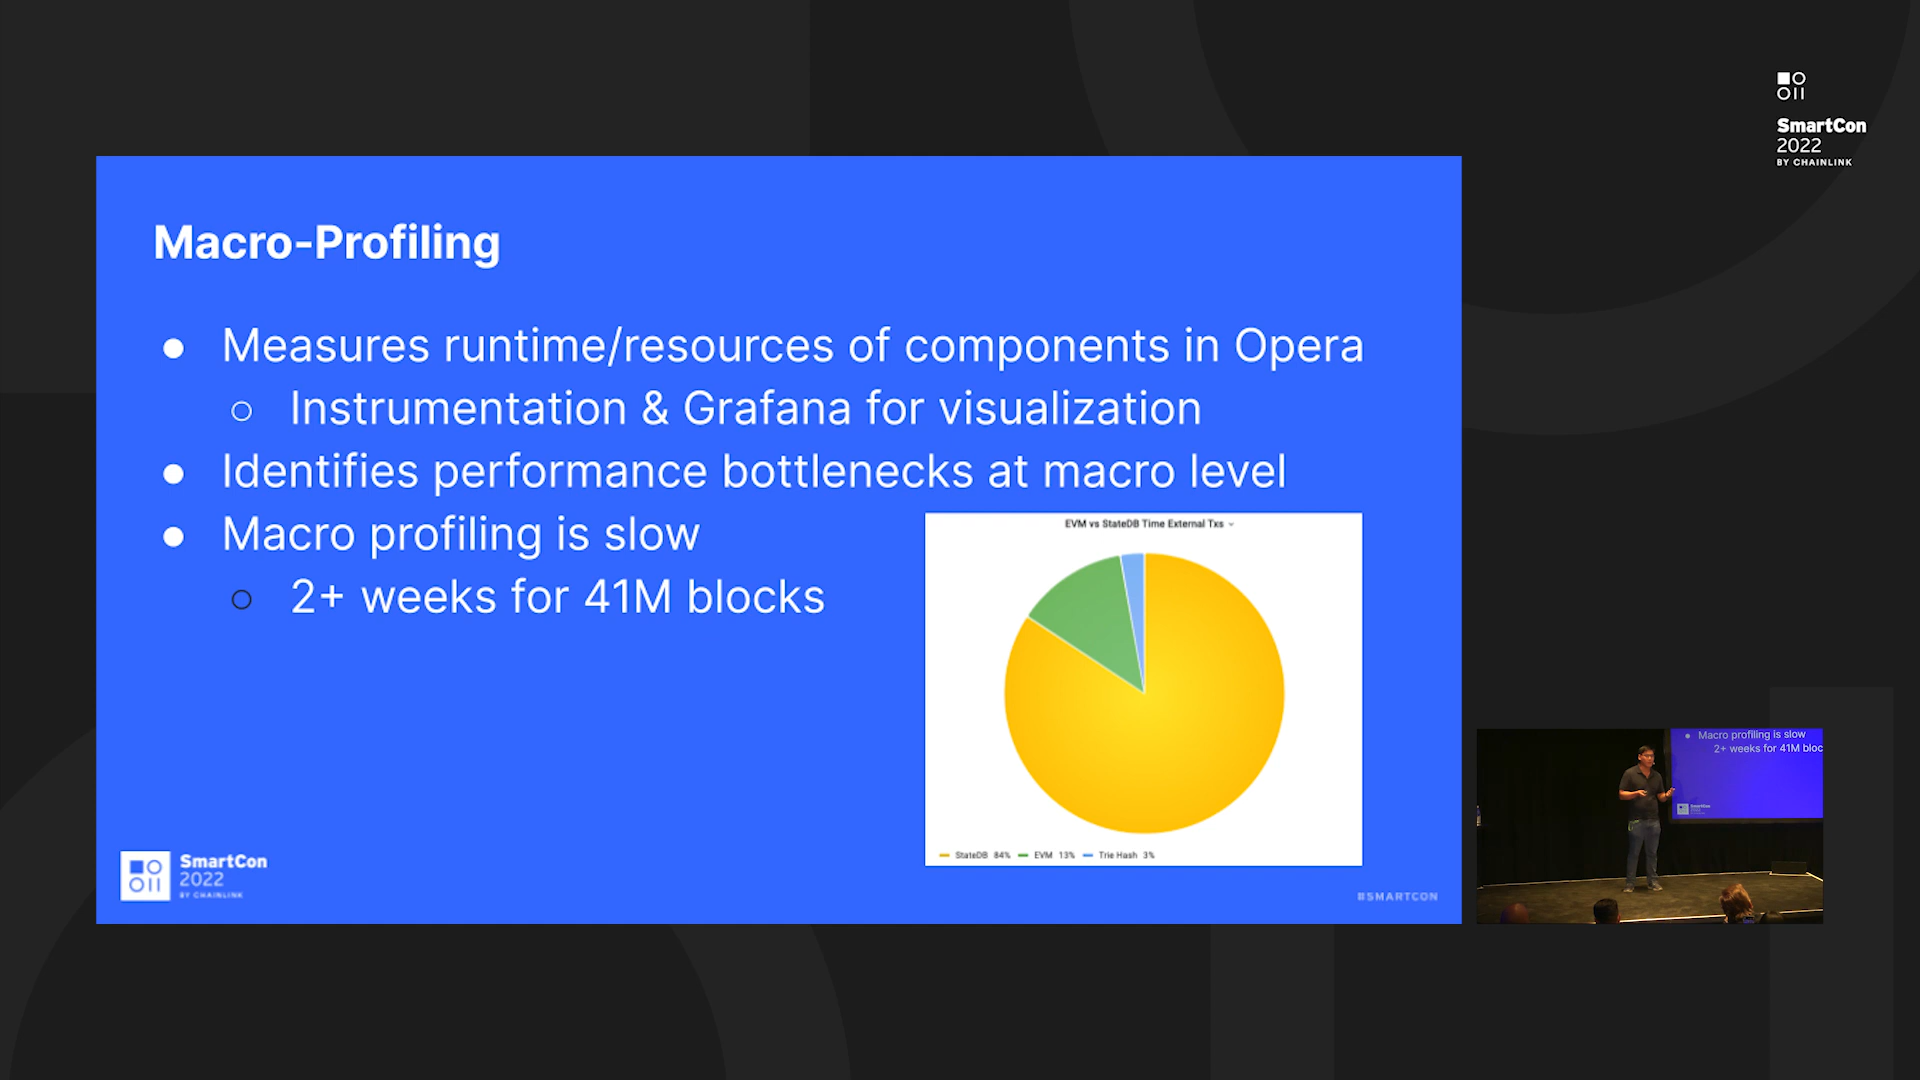 SmartCon
2022
BY CHAINLINK
Macro-Profiling
Measures runtime/resources of components in Opera
Instrumentation & Grafana for visualization
Identifies performance bottlenecks at macro level
Macro profiling is slow
2+ weeks for 41M blocks
EVM vs StateDB Time External Txs
StateDB 84% EVM 13% Trie Hash 3%
SmartCon
2022
BY CHAINLINK
#SMARTCON
Macro profiling is slow
2+ weeks for 41M bloc
SmartCon